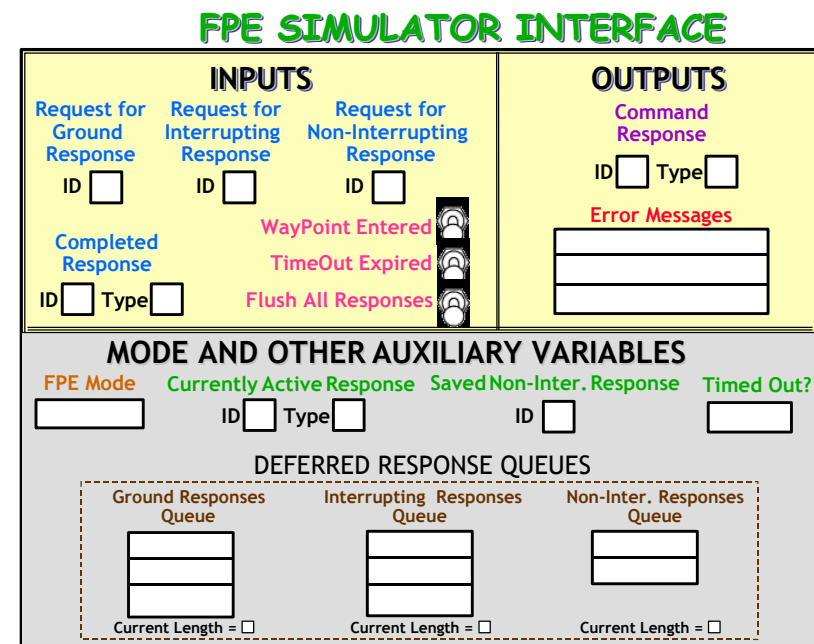 FPE SIMULATOR INTERFACE
INPUTS
Request for
Ground
Response
ID
Request for
Interrupting
Response
ID
Request for
Non-Interrupting
Response
ID
Completed
Response
ID Type
WayPoint Entered
TimeOut Expired
Flush All Responses
OUTPUTS
Command
Response
ID Type
Error Messages
MODE AND OTHER AUXILIARY VARIABLES
FPE Mode
Currently Active Response
ID Type
Saved Non-Inter. Response
ID
Timed Out?
DEFERRED RESPONSE QUEUES
Ground Responses
Queue
Current Length =
Interrupting Responses
Queue
Current Length =
Non-Inter. Responses
Queue
Current Length =